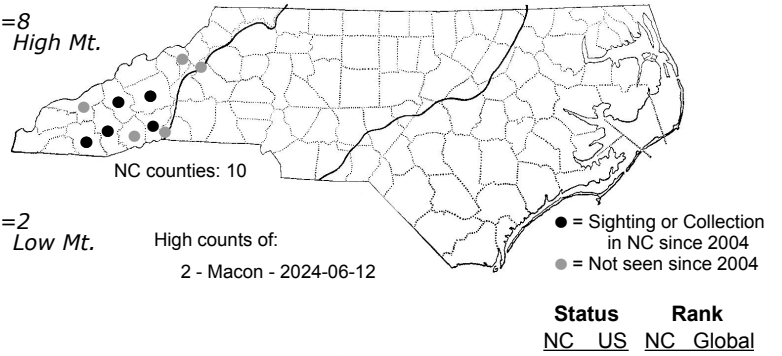 =8
High Mt.
NC counties: 10
=2
Low Mt.
High counts of:
2 - Macon - 2024-06-12
= Sighting or Collection
in NC since 2004
= Not seen since 2004
Status Rank
NC US NC Global